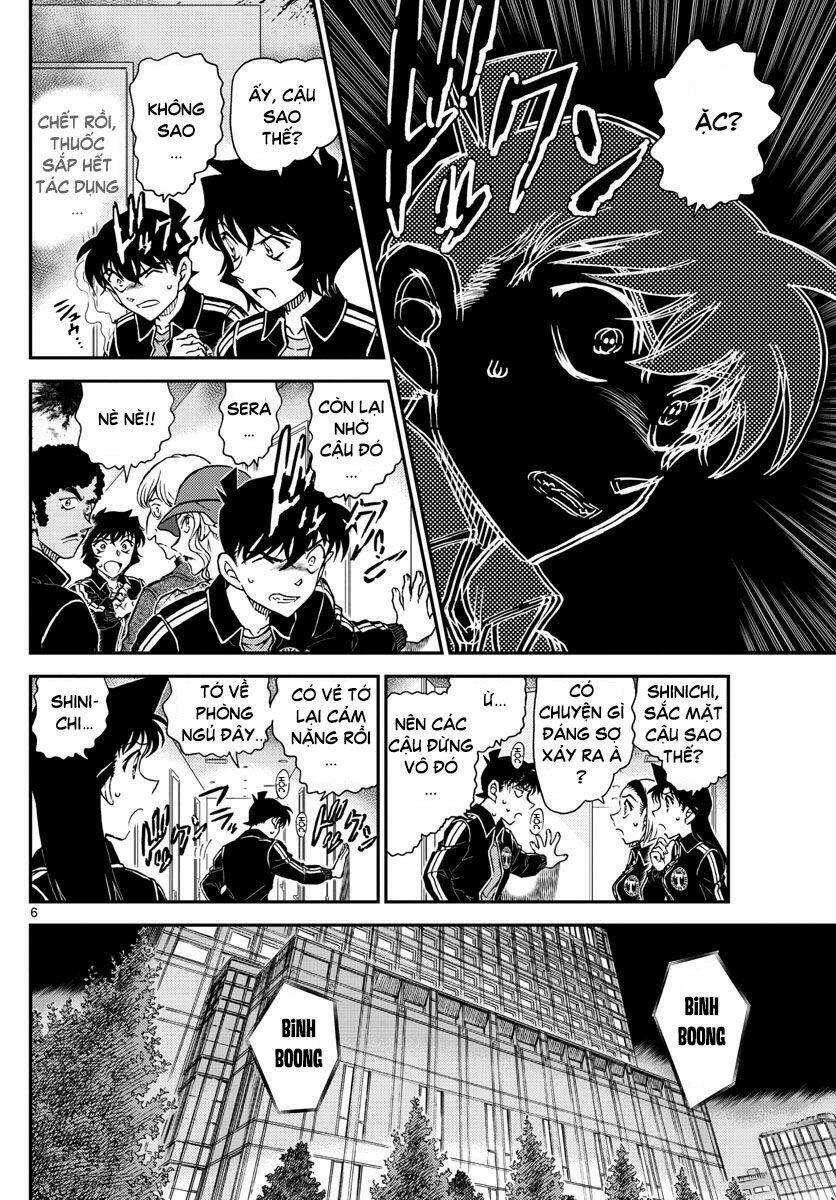 ẶC?
ẤY, CẬU
SAO
THẾ?
KHÔNG
SAO
...
CHẾT RỒI,
THUỐC
SẮP HẾT
TÁC DỤNG
...
CÒN LẠI
NHỜ
CẬU ĐÓ
...
SERA
...
NÈ NÈ!!
SHINICHI,
SẮC MẶT
CẬU SAO
THẾ?
CÓ
CHUYỆN GÌ
ĐÁNG SỢ
XẢY RA À
?
Ừ...
NÊN CÁC
CẬU ĐỪNG
VÔ ĐÓ
...
CÓ VẺ TỚ
LẠI CẢM
NẶNG RỒI
...
TỚ VỀ
PHÒNG
NGỦ ĐÂY...
SHINI-
CHI...
6
BINH
BOONG
BINH
BOONG